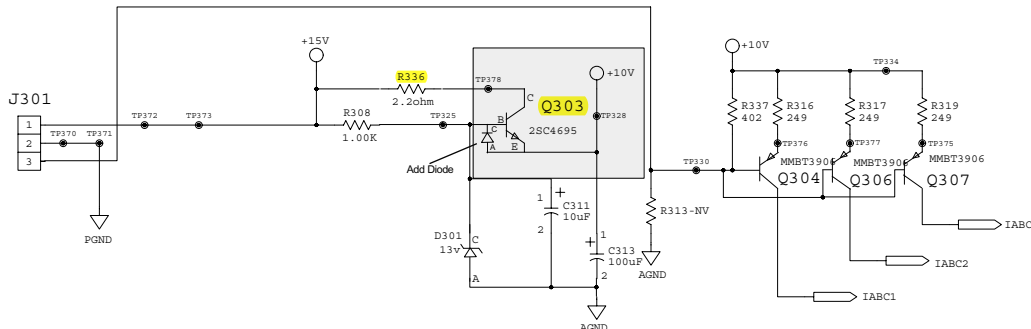 +15V
R336
2.2ohm
TP378
C
Q303
2SC4695
B
E
C
A
Add Diode
+10V
TP328
+10V
TP334
R337
402
R316
249
R317
249
R319
249
J301
1
2
3
TP370
TP371
TP372
TP373
R308
1.00K
TP325
TP330
TP376
TP377
TP375
MMBT3906
MMBT3906
MMBT3906
Q304
Q306
Q307
PGND
D301
13v
C
A
+
1
C311
10uF
2
+
1
C313
100uF
2
R313-NV
AGND
AGND
IABC
IABC2
IABC1